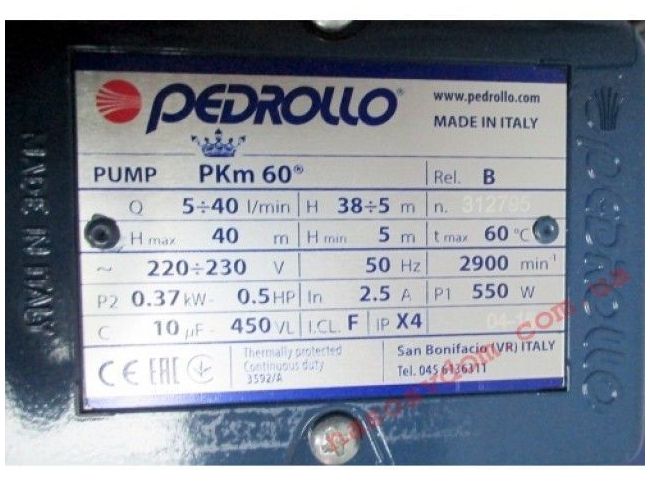 PEDROLLO®
www.pedrollo.com
MADE IN ITALY
PUMP PKm 60® Rel. B
Q 5÷40 l/min H 38÷5 m n. 312795
H max 40 m H min 5 m t max 60 °C
~ 220÷230 V 50 Hz 2900 min-1
P2 0.37 kW- 0.5 HP In 2.5 A P1 550 W
C 10 µF- 450 VL I.CL. F IP X4
CE EAC Thermally protected
Continuous duty
3592/A
San Bonifacio (VR) ITALY
Tel. 045 6136311
MADE IN ITALY